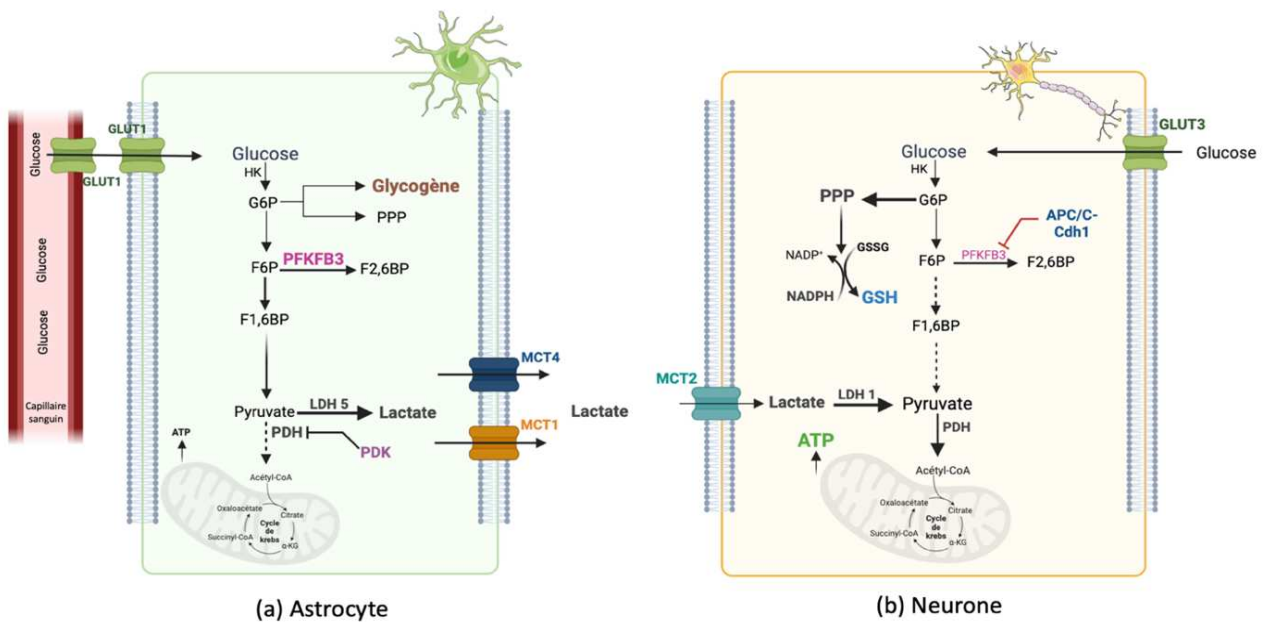 GLUT1
Glucose
GLUT1
Glucose
Glucose
Capillaire
sanguin
Glucose
HK
G6P
Glycogène
PPP
F6P
PFKFB3
F2,6BP
F1,6BP
Pyruvate
LDH 5
Lactate
PDH
PDK
ATP
Acétyl-CoA
Oxaloacétate
Citrate
Cycle
de
krebs
Succinyl-CoA
α-KG
MCT4
MCT1
Lactate
(a) Astrocyte
GLUT3
Glucose
Glucose
HK
PPP
G6P
APC/C-
Cdh1
NADP⁺
GSSG
F6P
PFKFB3
F2,6BP
NADPH
GSH
F1,6BP
MCT2
Lactate
LDH 1
Pyruvate
PDH
ATP
Acétyl-CoA
Oxaloacétate
Citrate
Cycle
de
krebs
Succinyl-CoA
α-KG
(b) Neurone